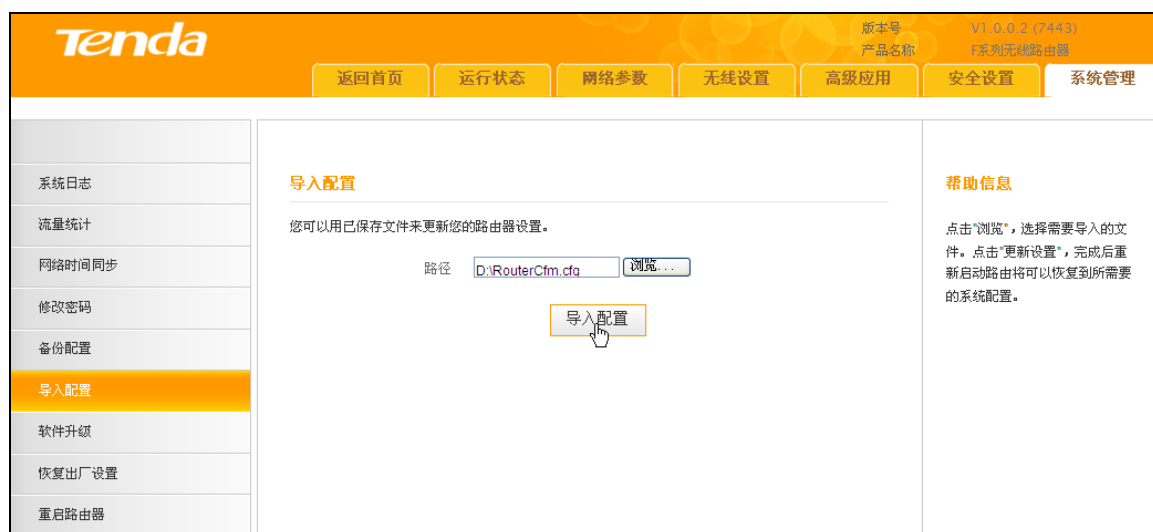 Tenda
版本号 V1.0.0.2 (7443)
产品名称 F系列无线路由器
返回首页 运行状态 网络参数 无线设置 高级应用 安全设置 系统管理
系统日志
流量统计
网络时间同步
修改密码
备份配置
导入配置
软件升级
恢复出厂设置
重启路由器
导入配置
您可以用已保存文件来更新您的路由器设置。
路径 D:\RouterCfm.cfg 浏览...
导入配置
帮助信息
点击"浏览"，选择需要导入的文
件。点击"更新设置"，完成后重
新启动路由将可以恢复到所需要
的系统配置。